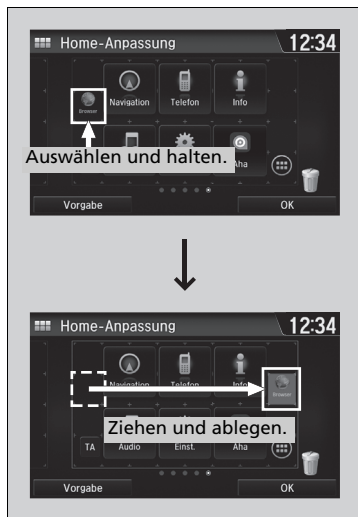 Home-Anpassung 12:34
Browser Navigation Telefon Info
Auswählen und halten. Aha
Vorgabe OK
Home-Anpassung 12:34
Navigation Telefon Info Browser
Ziehen und ablegen.
TA Audio Einst. Aha
Vorgabe OK